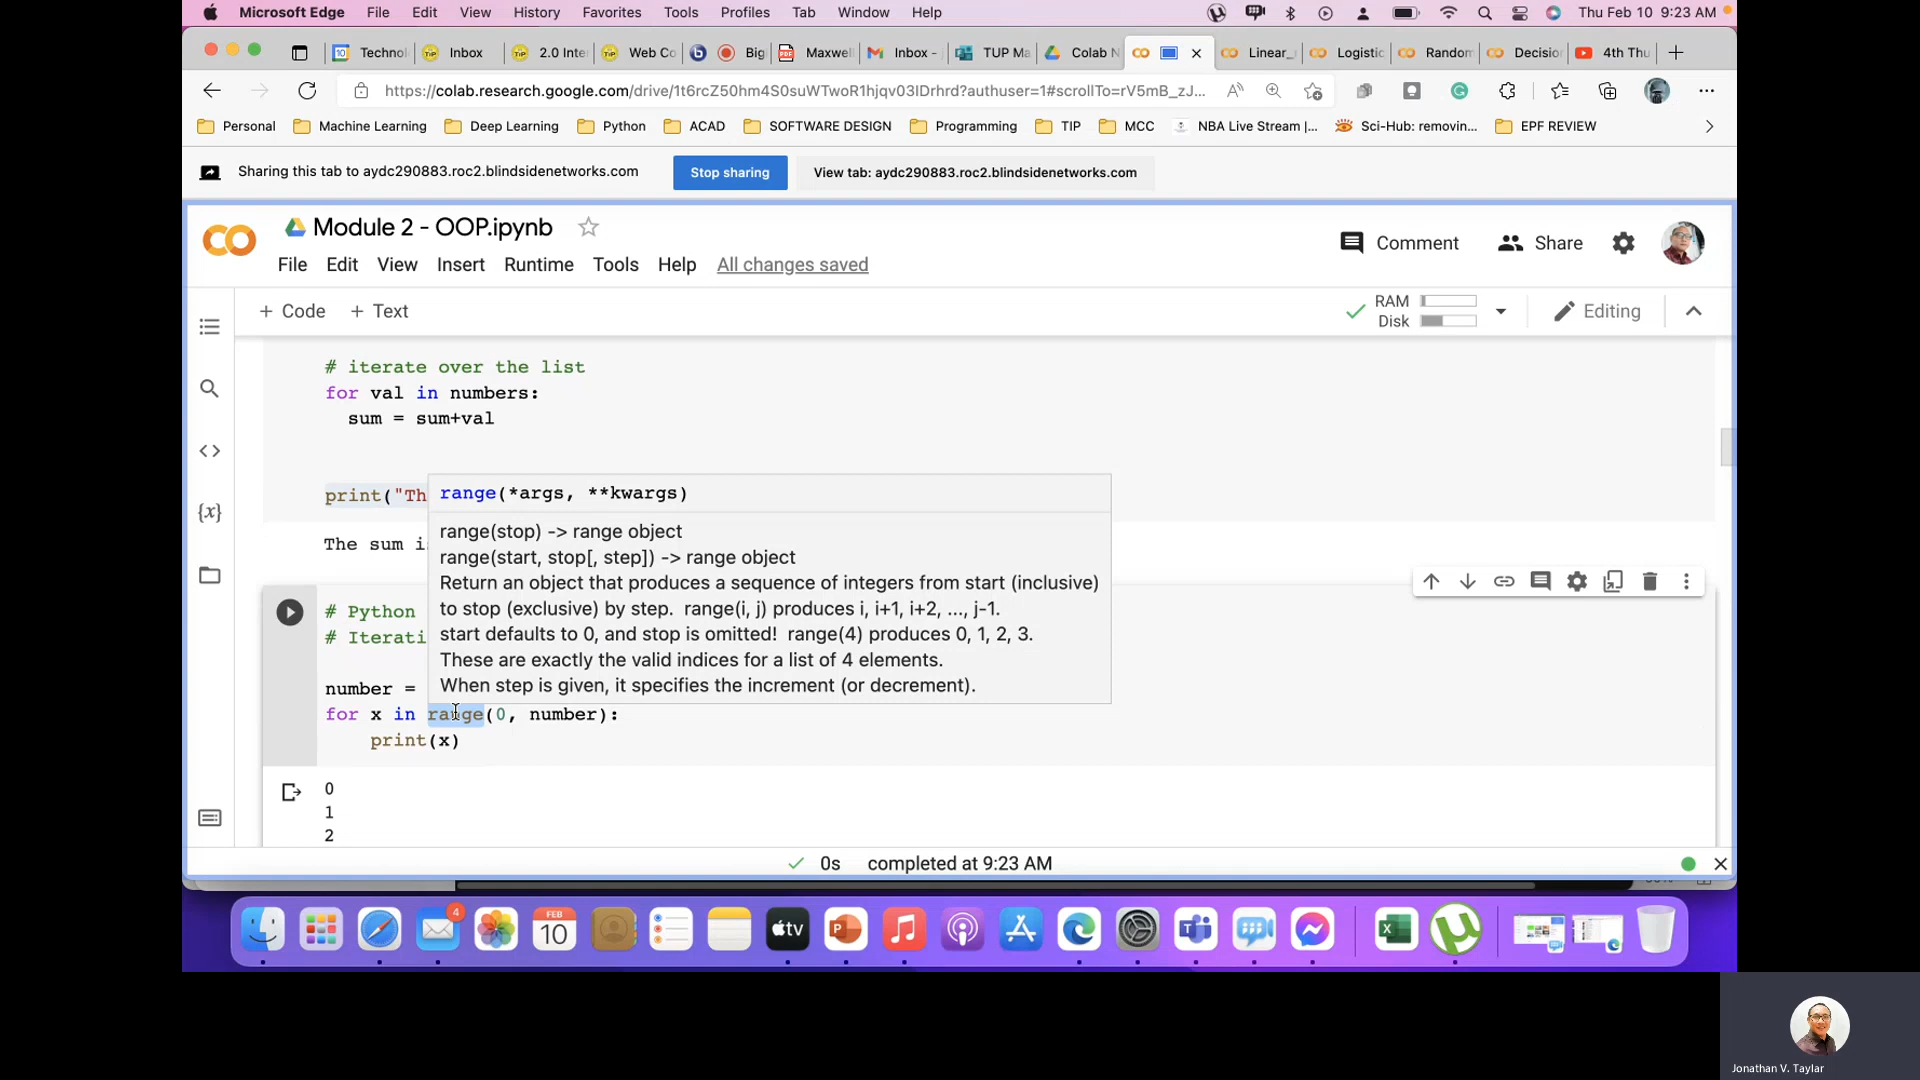 Microsoft Edge File Edit View History Favorites Tools Profiles Tab Window Help Thu Feb 10 9:23 AM
Technol Inbox 2.0 Inte Web Co Big Maxwel Inbox - TUP Ma Colab N Linear_ Logistic Random Decisio 4th Thu
https://colab.research.google.com/drive/1t6rcZ50hm4S0suWTwoR1hjqv03IDrhrd?authuser=1#scrollTo=rV5mB_zJ...
Personal Machine Learning Deep Learning Python ACAD SOFTWARE DESIGN Programming TIP MCC NBA Live Stream |... Sci-Hub: removin... EPF REVIEW
Sharing this tab to aydc290883.roc2.blindsidenetworks.com Stop sharing View tab: aydc290883.roc2.blindsidenetworks.com
Module 2 - OOP.ipynb
Comment Share
File Edit View Insert Runtime Tools Help All changes saved
+ Code + Text
RAM
Disk
Editing
# iterate over the list
for val in numbers:
sum = sum+val
print("Th
range(*args, **kwargs)
range(stop) -> range object
range(start, stop[, step]) -> range object
Return an object that produces a sequence of integers from start (inclusive)
to stop (exclusive) by step. range(i, j) produces i, i+1, i+2, ..., j-1.
start defaults to 0, and stop is omitted! range(4) produces 0, 1, 2, 3.
These are exactly the valid indices for a list of 4 elements.
When step is given, it specifies the increment (or decrement).
The sum is
# Python
# Iterati
number =
for x in range(0, number):
print(x)
0
1
2
0s completed at 9:23 AM
4
FEB
10
tv
Jonathan V. Taylor